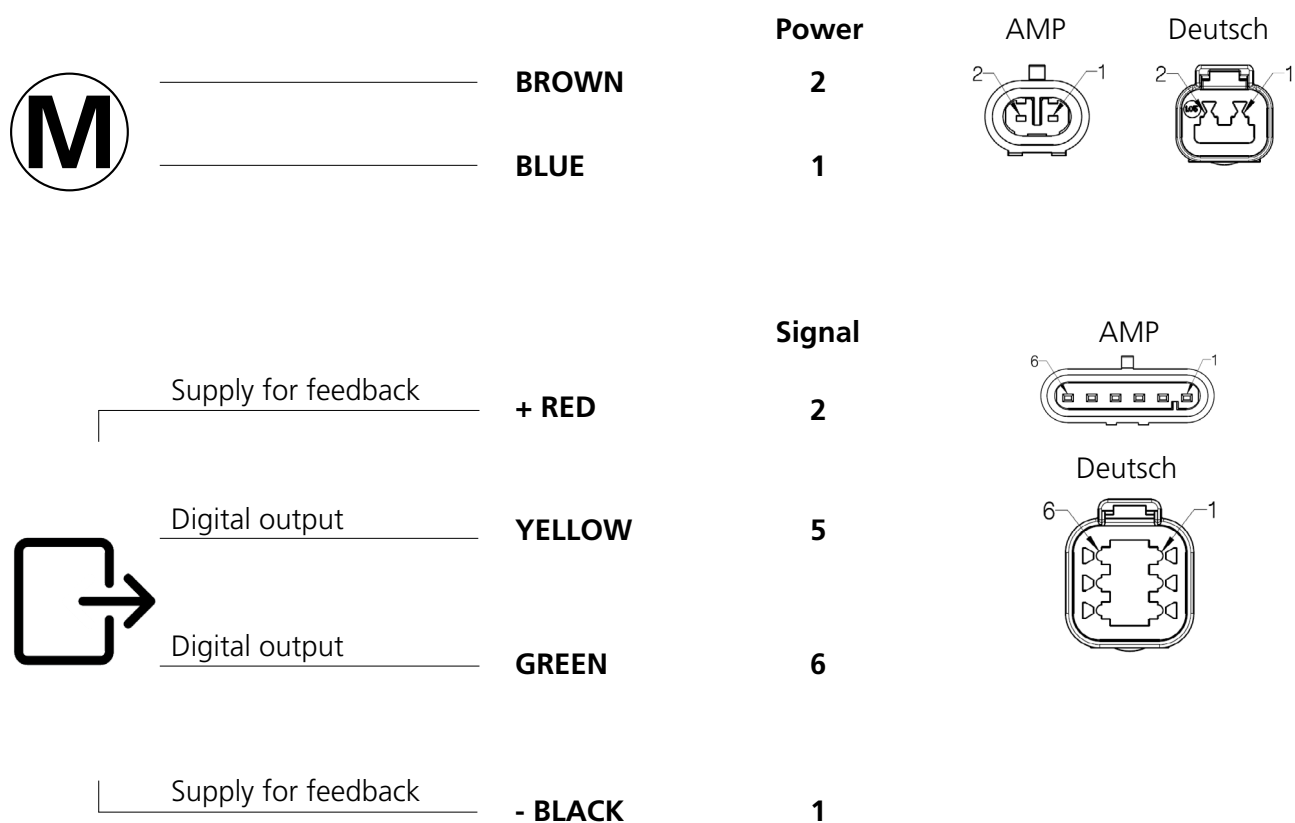 Power AMP Deutsch
M BROWN 2 2 1 2 1
BLUE 1
Signal AMP
6 1
Supply for feedback + RED 2
Deutsch
Digital output YELLOW 5 6 1
Digital output GREEN 6
Supply for feedback - BLACK 1